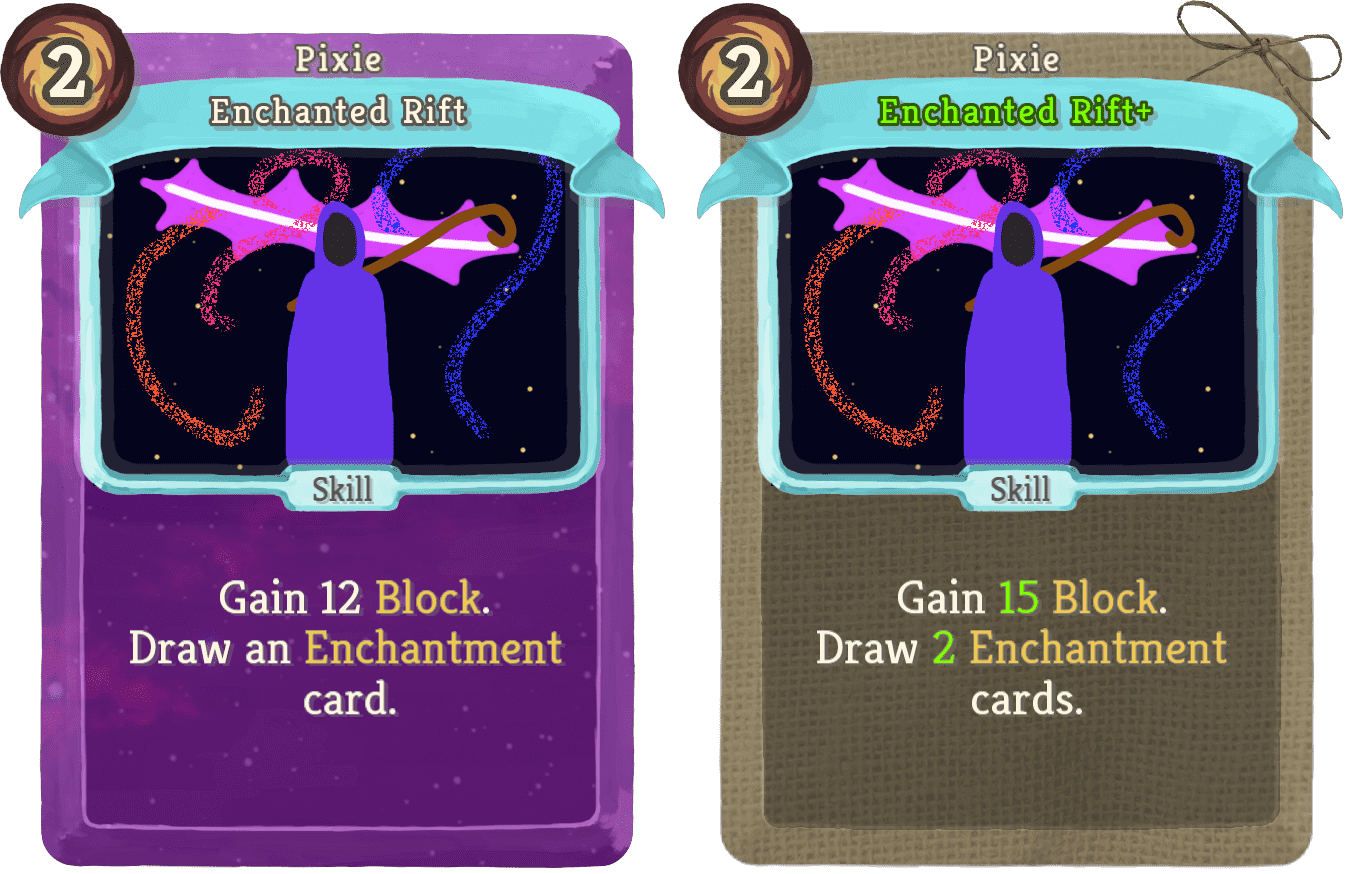 2
Pixie
Enchanted Rift
Skill
Gain 12 Block.
Draw an Enchantment
card.
2
Pixie
Enchanted Rift+
Skill
Gain 15 Block.
Draw 2 Enchantment
cards.